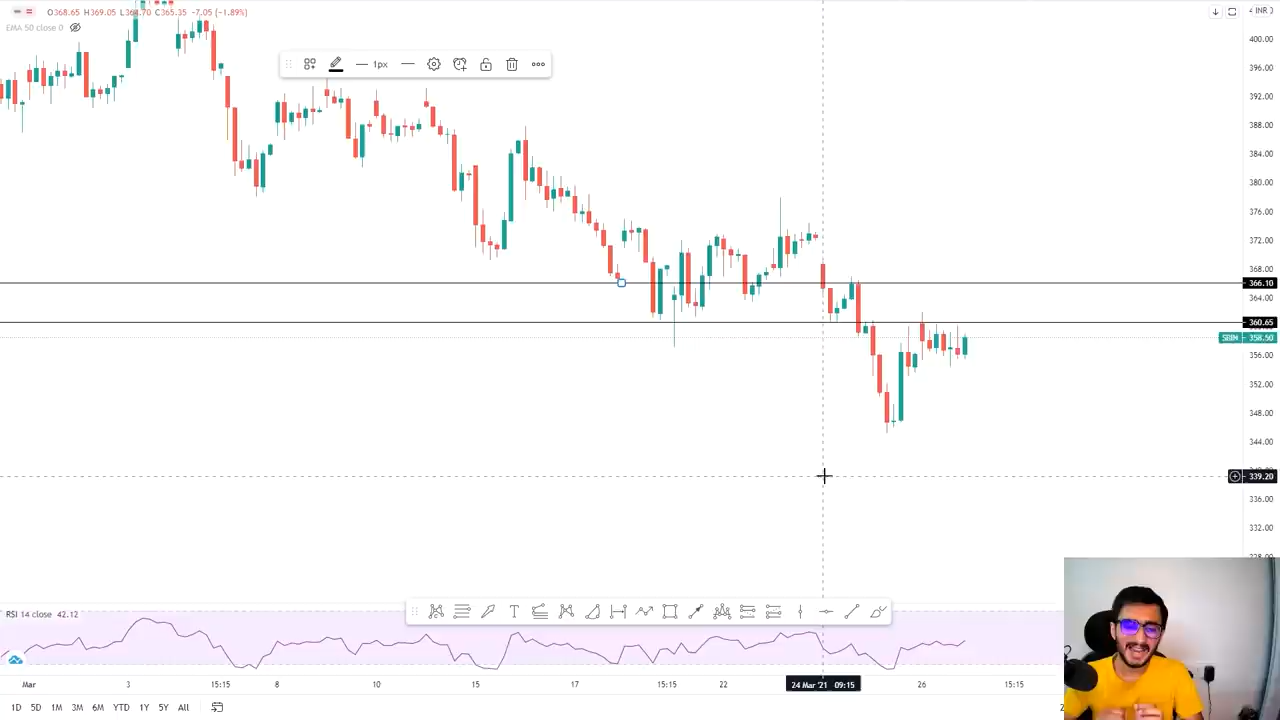 O368.65 H369.05 L364.70 C365.35 -7.05 (-1.89%)
EMA 50 close 0
1px
INR
400.00
396.00
392.00
388.00
384.00
380.00
376.00
372.00
368.00
366.10
364.00
360.65
SBIN 358.50
356.00
352.00
348.00
344.00
339.20
336.00
332.00
RSI 14 close 42.12
Mar 15:15 8 10 15 17 15:15 22 24 Mar '21 09:15 26 15:15
1D 5D 1M 3M 6M YTD 1Y 5Y All